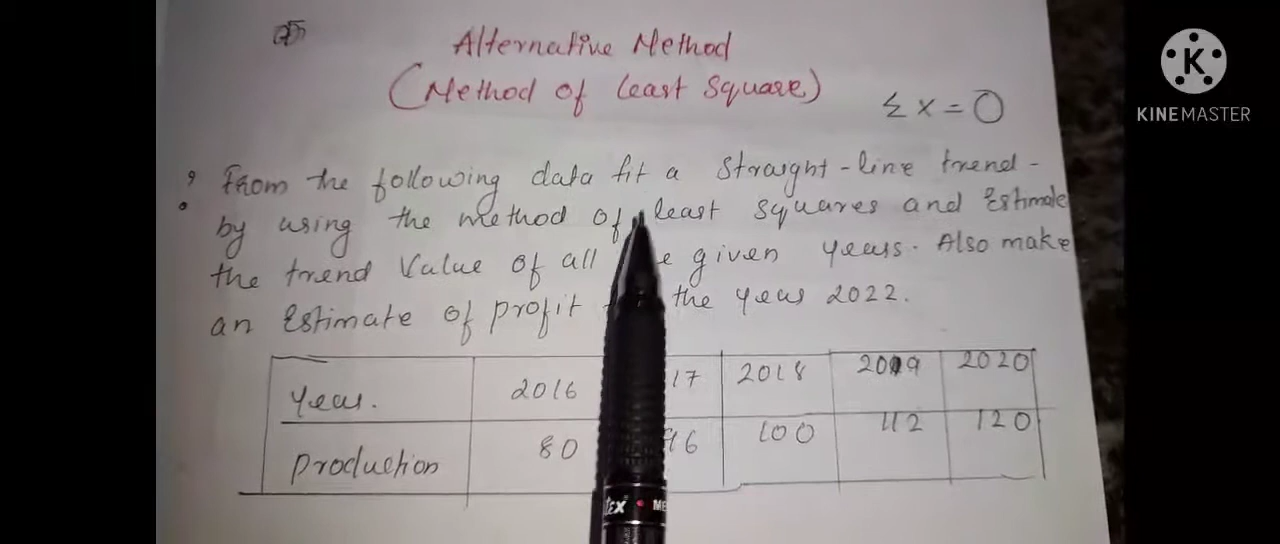 Alternative Method
(Method of least square)
Σ x = 0
From the following data fit a straight-line trend-
by using the method of least squares and Estimate
the trend Value of all given years. Also make
an Estimate of profit the year 2022.
Year. 2016 17 2018 2019 2020
production 80 96 100 112 120
K
KINEMASTER